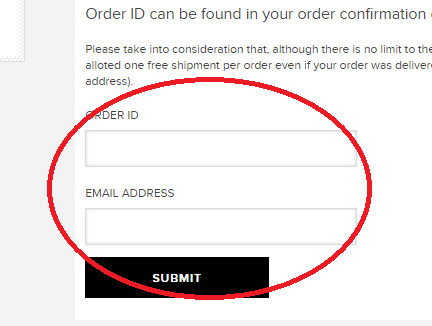 Order ID can be found in your order confirmation
Please take into consideration that, although there is no limit to the
alloted one free shipment per order even if your order was deliver
address).
ORDER ID
EMAIL ADDRESS
SUBMIT